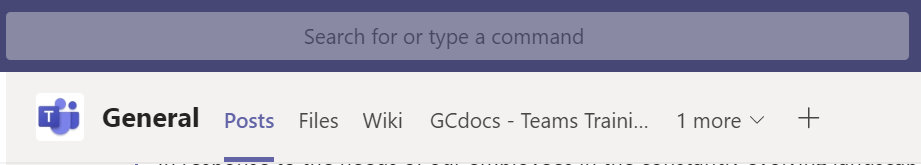 Search for or type a command
General Posts Files Wiki GCdocs - Teams Traini... 1 more